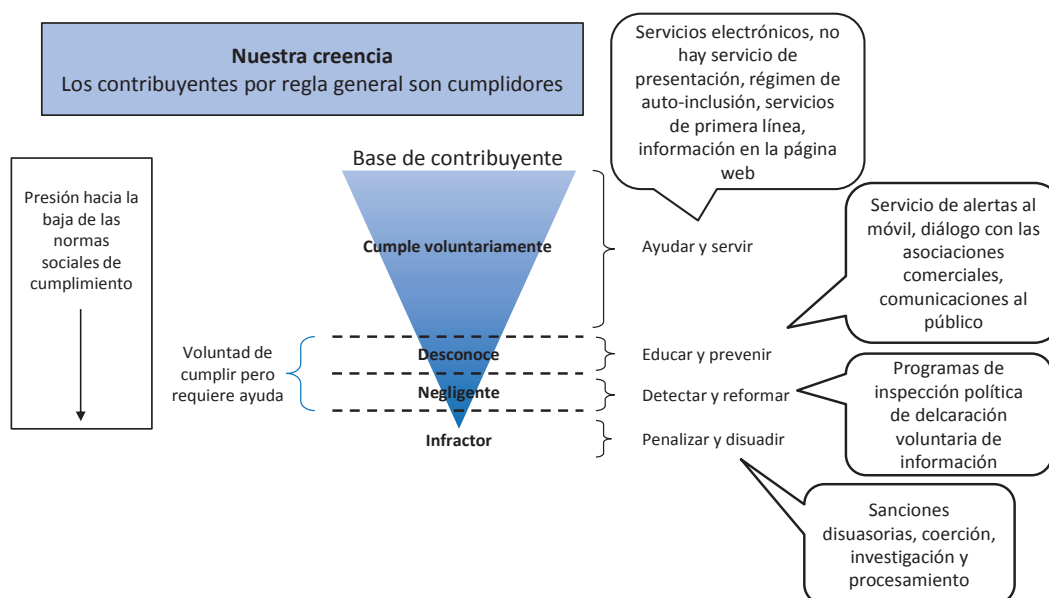 Nuestra creencia
Los contribuyentes por regla general son cumplidores
Servicios electrónicos, no
hay servicio de
presentación, régimen de
auto-inclusión, servicios
de primera línea,
información en la página
web
Presión hacia la
baja de las
normas
sociales de
cumplimiento
Base de contribuyente
Cumple voluntariamente
Ayudar y servir
Servicio de alertas al
móvil, diálogo con las
asociaciones
comerciales,
comunicaciones al
público
Voluntad de
cumplir pero
requiere ayuda
Desconoce
Educar y prevenir
Negligente
Detectar y reformar
Programas de
inspección política
de delcaración
voluntaria de
información
Infractor
Penalizar y disuadir
Sanciones
disuasorias, coerción,
investigación y
procesamiento